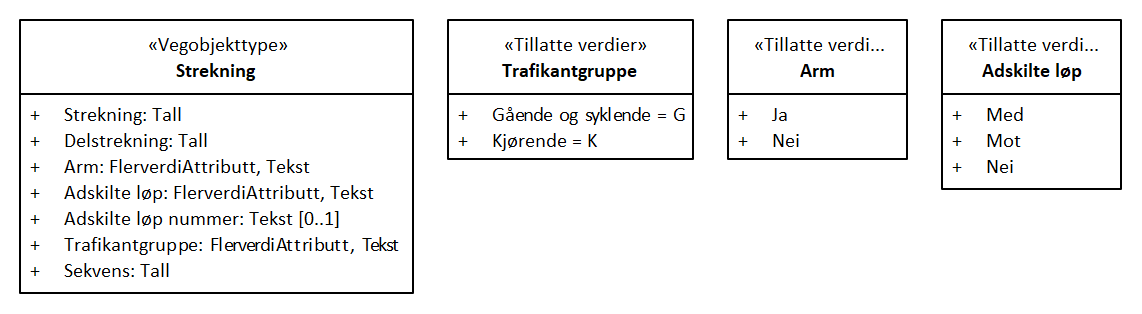 «Vegobjekttype»
Strekning
+ Strekning: Tall
+ Delstrekning: Tall
+ Arm: FlerverdiAttributt, Tekst
+ Adskilte løp: FlerverdiAttributt, Tekst
+ Adskilte løp nummer: Tekst [0..1]
+ Trafikantgruppe: FlerverdiAttributt, Tekst
+ Sekvens: Tall
«Tillatte verdier»
Trafikantgruppe
+ Gående og syklende = G
+ Kjørende = K
«Tillatte verdi...
Arm
+ Ja
+ Nei
«Tillatte verdi...
Adskilte løp
+ Med
+ Mot
+ Nei